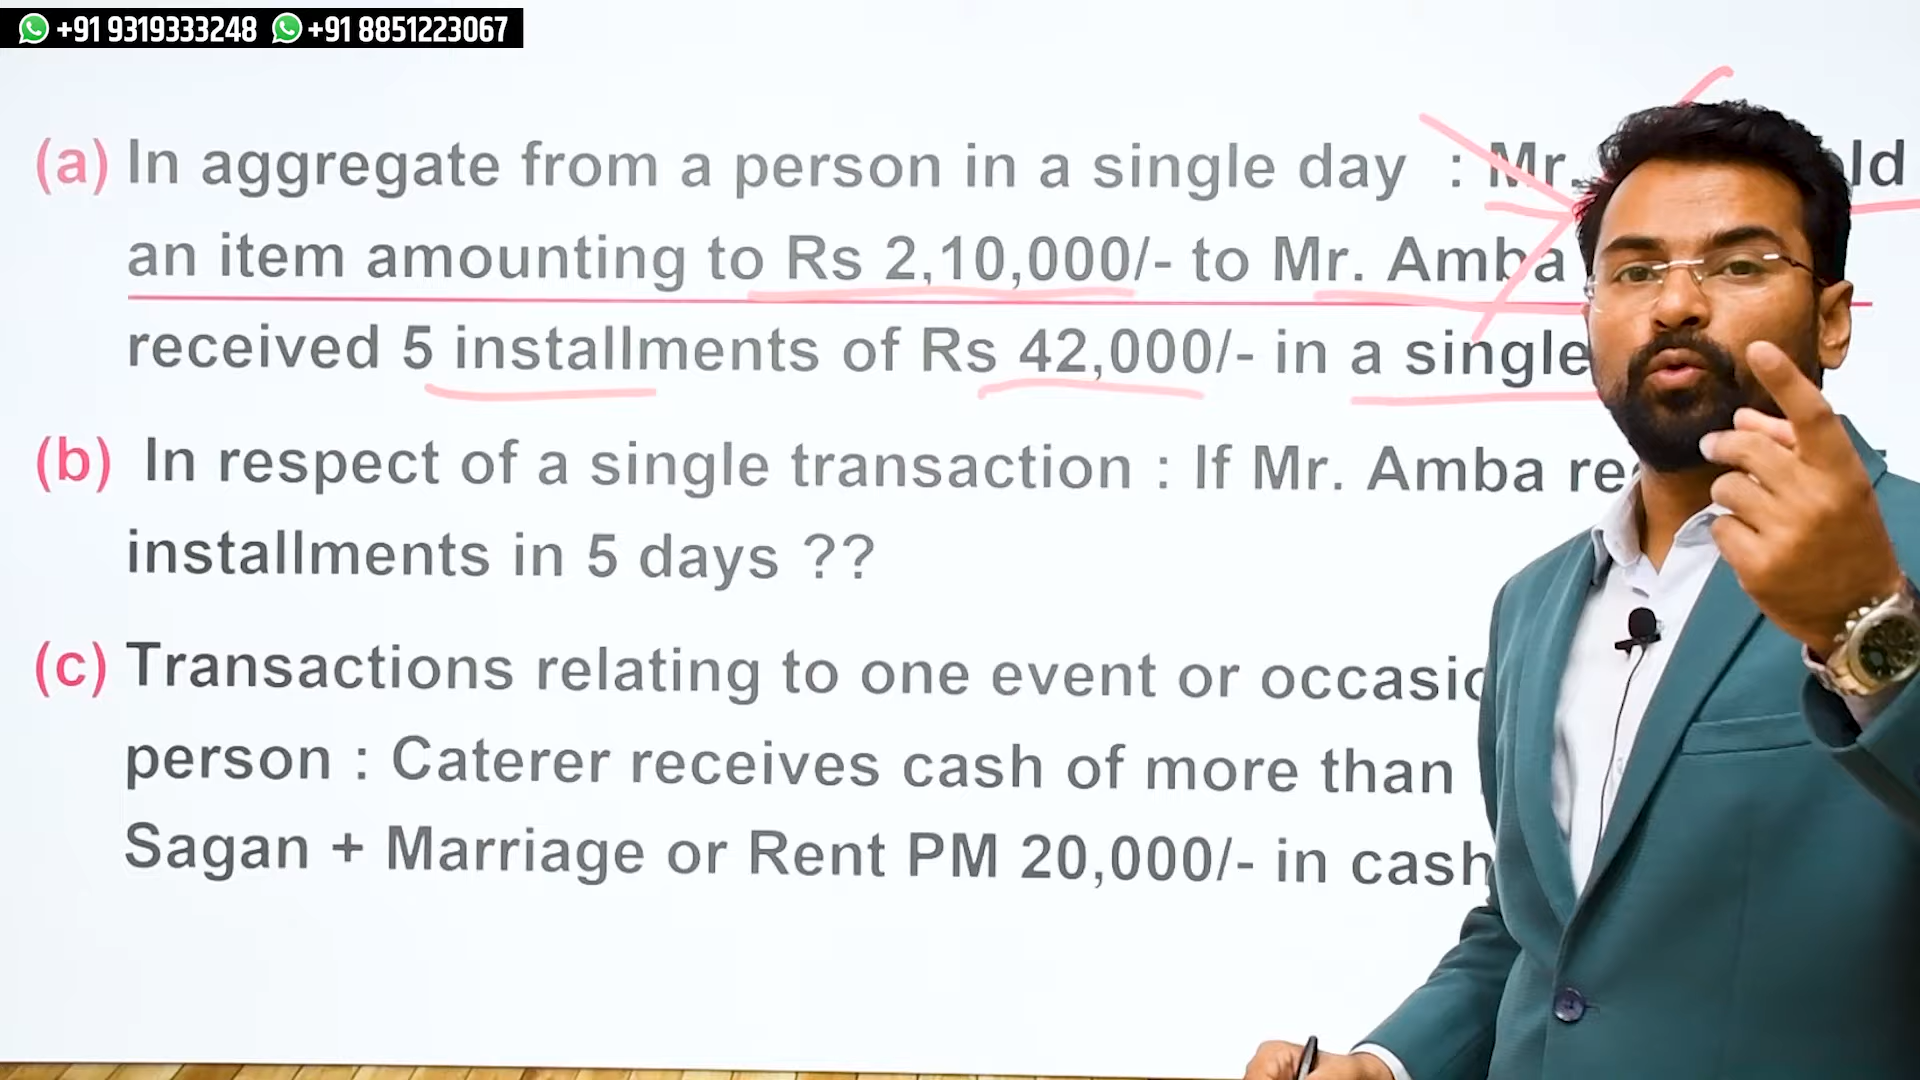 +91 9319333248 +91 8851223067
(a) In aggregate from a person in a single day : Mr.
an item amounting to Rs 2,10,000/- to Mr. Amba
received 5 installments of Rs 42,000/- in a single
(b) In respect of a single transaction : If Mr. Amba
installments in 5 days ??
(c) Transactions relating to one event or
person : Caterer receives cash of more than
Sagan + Marriage or Rent PM 20,000/- in cash